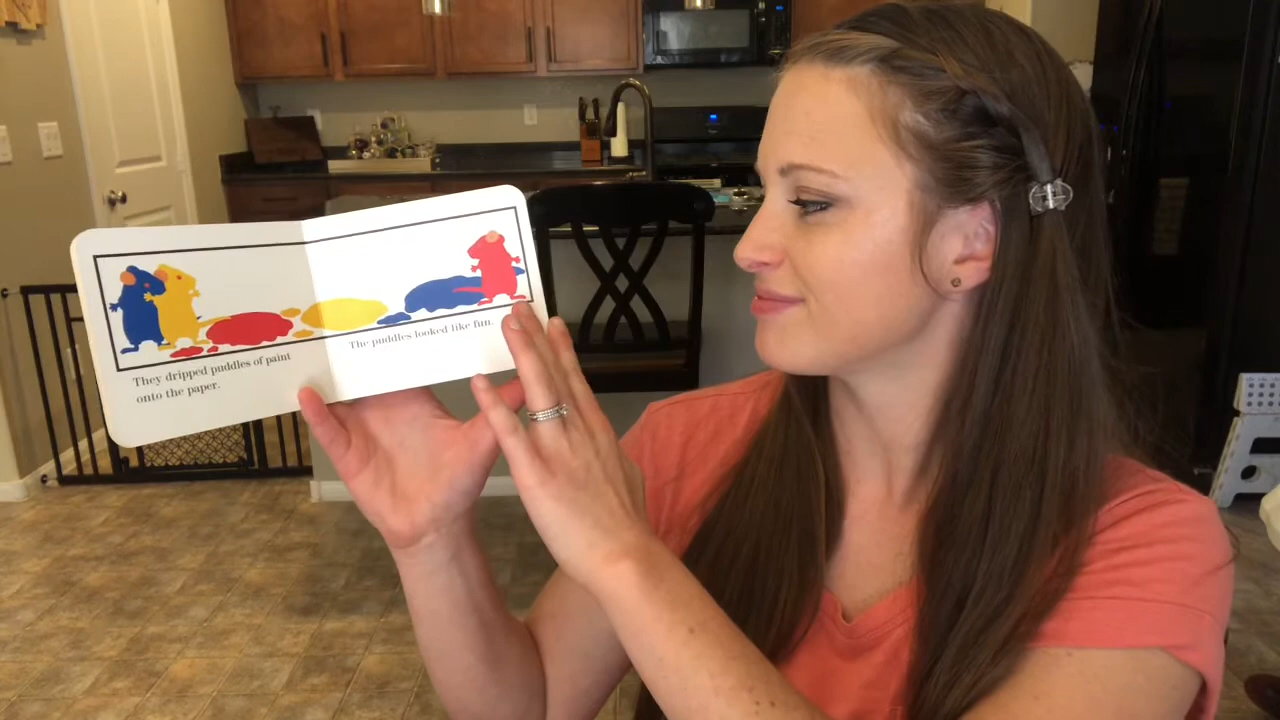 They dripped puddles of paint
onto the paper.
The puddles looked like fun.